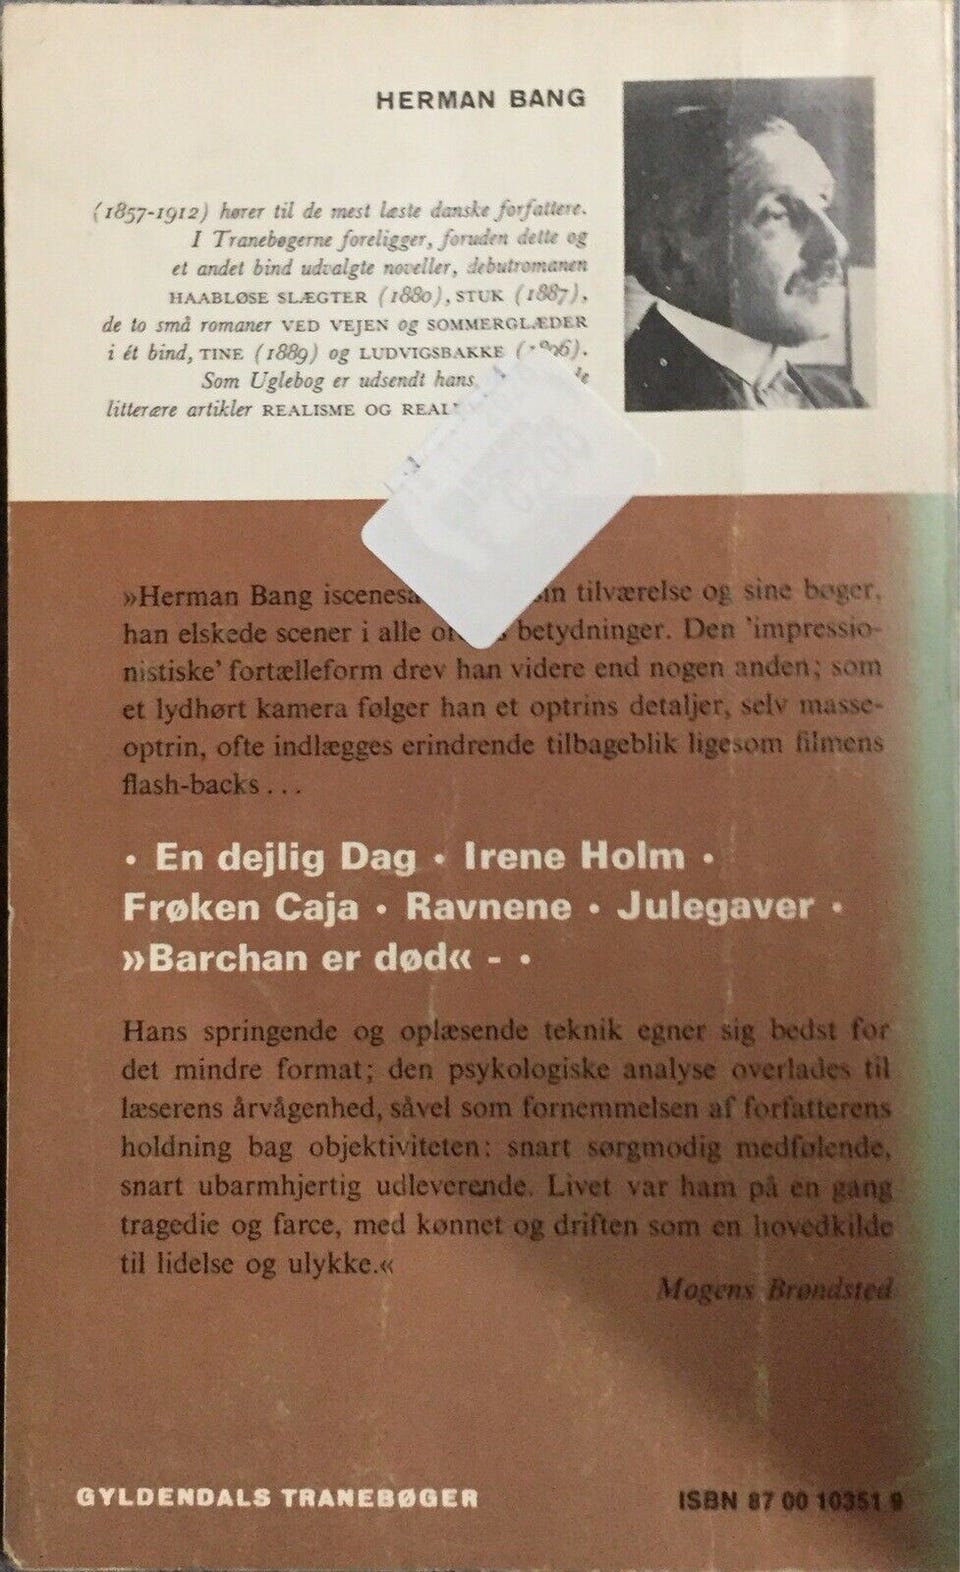 HERMAN BANG
(1857-1912) hører til de mest læste danske forfattere.
I Tranebøgerne foreligger, foruden dette og
et andet bind udvalgte noveller, debutromanen
HAABLØSE SLÆGTER (1880), STUK (1887),
de to små romaner VED VEJEN og SOMMERGLÆDER
i ét bind, TINE (1889) og LUDVIGSBAKKE
Som Uglebog er udsendt hans
litterære artikler REALISME OG
»Herman Bang tilværelse og sine bøger,
han elskede scener i alle betydninger. Den 'impressio-
nistiske' fortælleform drev han videre end nogen anden; som
et lydhørt kamera følger han et optrins detaljer, selv masse-
optrin, ofte indlægges erindrende tilbageblik ligesom filmens
flash-backs ...
• En dejlig Dag • Irene Holm •
Frøken Caja • Ravnene • Julegaver •
»Barchan er død« - •
Hans springende og oplæsende teknik egner sig bedst for
det mindre format; den psykologiske analyse overlades til
læserens årvågenhed, såvel som fornemmelsen af forfatterens
holdning bag objektiviteten: snart sørgmodig medfølende,
snart ubarmhjertig udleverende. Livet var ham på en gang
tragedie og farce, med kønnet og driften som en hovedkilde
til lidelse og ulykke.«
Mogens Brøndsted
GYLDENDALS TRANEBØGER
ISBN 87 00 10351 9